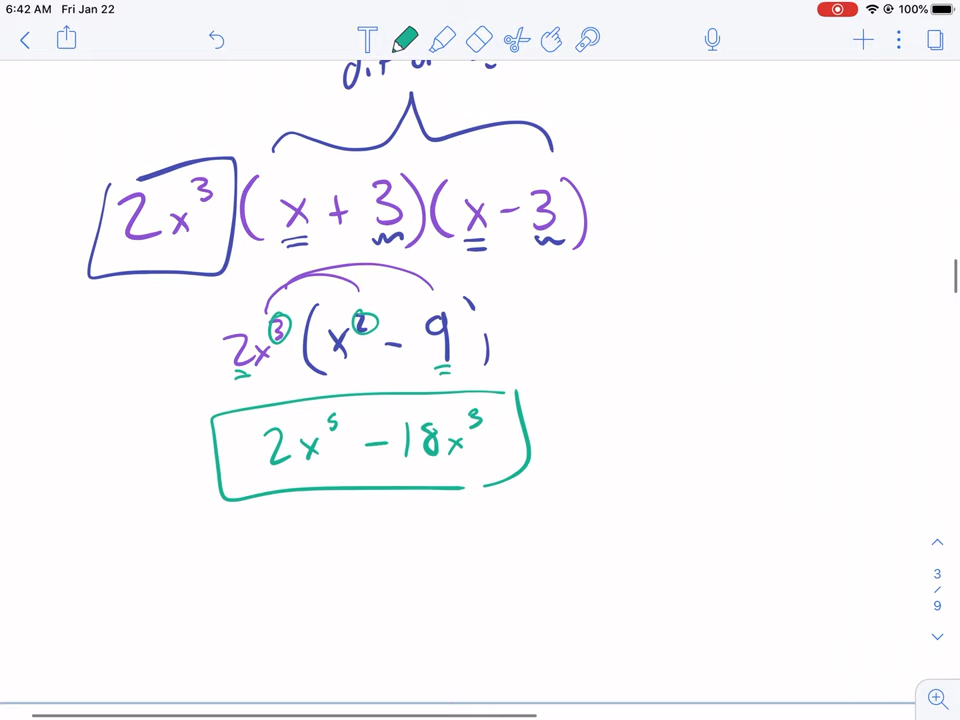 6:42 AM Fri Jan 22 100%
T
2x³(x + 3)(x - 3)
2x³(x² - 9)
2x⁵ - 18x³
3
/
9